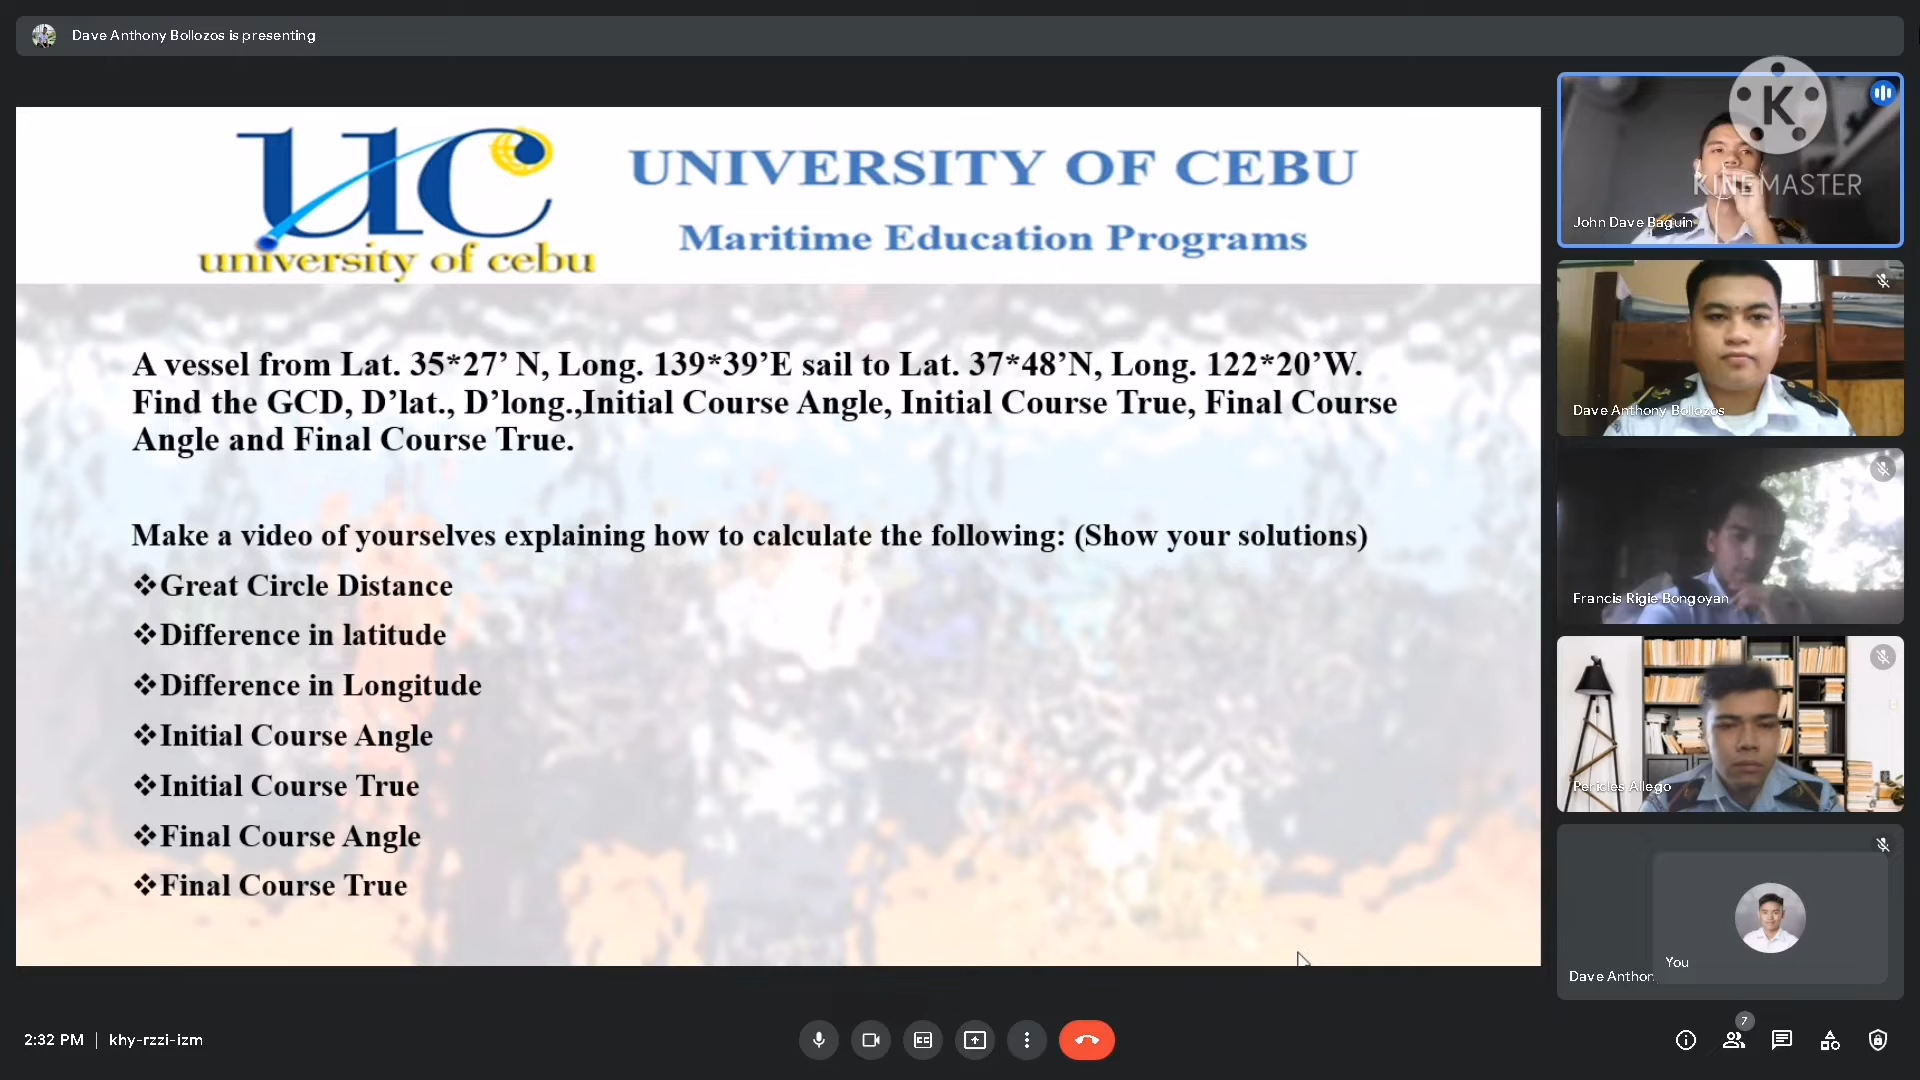 Dave Anthony Bollozos is presenting
uc
university of cebu
UNIVERSITY OF CEBU
Maritime Education Programs
A vessel from Lat. 35*27’ N, Long. 139*39’E sail to Lat. 37*48’N, Long. 122*20’W.
Find the GCD, D’lat., D’long.,Initial Course Angle, Initial Course True, Final Course
Angle and Final Course True.
Make a video of yourselves explaining how to calculate the following: (Show your solutions)
❖Great Circle Distance
❖Difference in latitude
❖Difference in Longitude
❖Initial Course Angle
❖Initial Course True
❖Final Course Angle
❖Final Course True
K
KINEMASTER
John Dave Baguin
Dave Anthony Bollozos
Francis Rigie Bongoyan
Pericles Allego
You
Dave Anthon
2:32 PM | khy-rzzi-izm
7